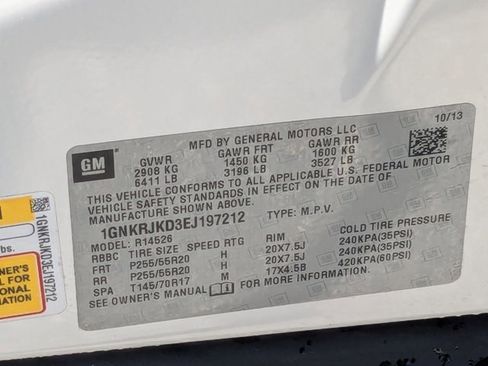 10/13
MFD BY GENERAL MOTORS LLC
GM
GVWR GAWR FRT GAWR RR
2908 KG 1450 KG 1600 KG
6411 LB 3196 LB 3527 LB
THIS VEHICLE CONFORMS TO ALL APPLICABLE U.S. FEDERAL MOTOR
VEHICLE SAFETY STANDARDS IN EFFECT ON THE DATE OF
MANUFACTURE SHOWN ABOVE.
1GNKRJKD3EJ197212 TYPE: M.P.V.
MODEL: R14526
RBBC TIRE SIZE SPEED RTG RIM COLD TIRE PRESSURE
FRT P255/55R20 H 20X7.5J 240KPA(35PSI)
RR P255/55R20 H 20X7.5J 240KPA(35PSI)
SPA T145/70R17 M 17X4.5B 420KPA(60PSI)
SEE OWNER'S MANUAL
lbs.
OWNER'S
L FOR
ORMATION
1GNKRJKD3EJ197212